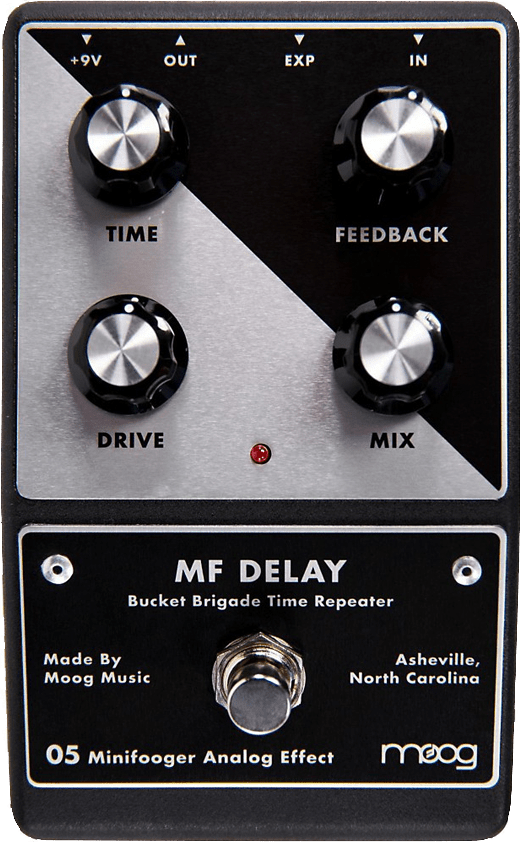 +9V OUT EXP IN
TIME FEEDBACK
DRIVE MIX
MF DELAY
Bucket Brigade Time Repeater
Made By
Moog Music
Asheville,
North Carolina
05 Minifooger Analog Effect
moog